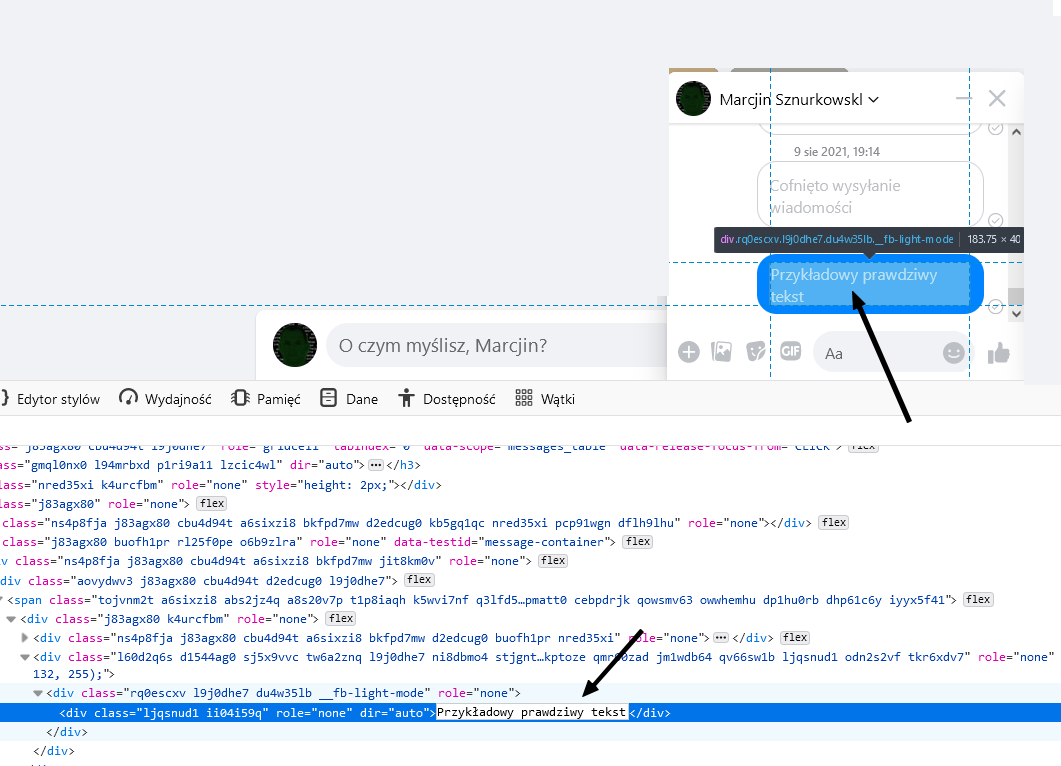 Marcjin Sznurkowskl
9 sie 2021, 19:14
Cofnięto wysyłanie
wiadomości
div.rq0escxv.l9j0dhe7.du4w35lb.__fb-light-mode 183.75 × 40
Przykładowy prawdziwy
tekst
O czym myślisz, Marcjin?
GIF
Aa
} Edytor stylów Wydajność Pamięć Dane Dostępność Wątki
ss="j83agx80 cbu4d94t l9j0dhe7" role="gridcell" tabindex="0" data-scope="messages_table" data-release-focus-from="CLICK"> flex
ass="gmql0nx0 l94mrbxd p1ri9a11 lzcic4wl" dir="auto"> </h3>
lass="nred35xi k4urcfbm" role="none" style="height: 2px;"></div>
lass="j83agx80" role="none"> flex
class="ns4p8fja j83agx80 cbu4d94t a6sixzi8 bkfpd7mw d2edcug0 kb5gq1qc nred35xi pcp91wgn dflh9lhu" role="none"></div> flex
class="j83agx80 buofh1pr rl25f0pe o6b9zlra" role="none" data-testid="message-container"> flex
v class="ns4p8fja j83agx80 cbu4d94t a6sixzi8 bkfpd7mw jit8km0v" role="none"> flex
div class="aovydwv3 j83agx80 cbu4d94t d2edcug0 l9j0dhe7"> flex
<span class="tojvnm2t a6sixzi8 abs2jz4q a8s20v7p t1p8iaqh k5wvi7nf q3lfd5…pmatt0 cebpdrjk qowsmv63 owwhemhu dp1hu0rb dhp61c6y iyyx5f41"> flex
<div class="j83agx80 k4urcfbm" role="none"> flex
<div class="ns4p8fja j83agx80 cbu4d94t a6sixzi8 bkfpd7mw d2edcug0 buofh1pr nred35xi" role="none"> </div> flex
<div class="l60d2q6s d1544ag0 sj5x9vvc tw6a2znq l9j0dhe7 ni8dbmo4 stjgnt…kptoze qmr60zad jm1wdb64 qv66sw1b ljqsnud1 odn2s2vf tkr6xdv7" role="none"
132, 255);">
<div class="rq0escxv l9j0dhe7 du4w35lb __fb-light-mode" role="none">
<div class="ljqsnud1 ii04i59q" role="none" dir="auto">Przykładowy prawdziwy tekst</div>
</div>
</div>